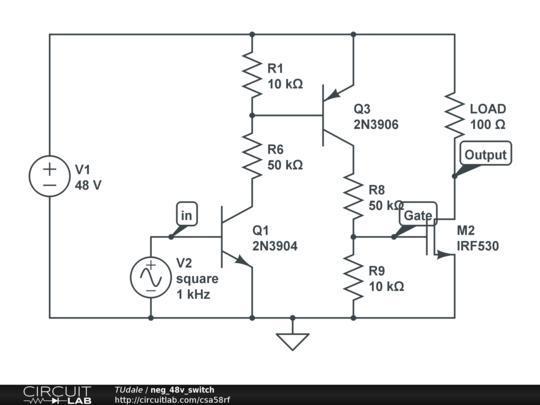 R1
10 kΩ
Q3
2N3906
LOAD
100 Ω
Output
V1
48 V
R6
50 kΩ
R8
50 kΩ
in
Gate
Q1
2N3904
M2
IRF530
V2
square
1 kHz
R9
10 kΩ
CIRCUIT
LAB
TUdale / neg_48v_switch
http://circuitlab.com/csa58rf